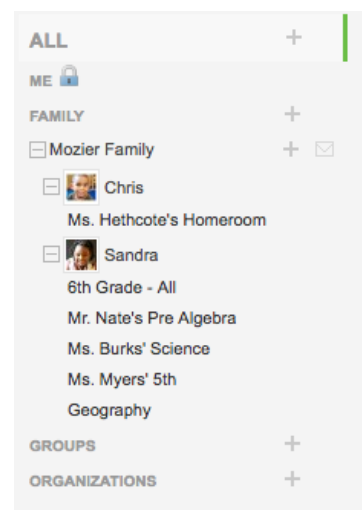 ALL
ME
FAMILY
Mozier Family
Chris
Ms. Hethcote's Homeroom
Sandra
6th Grade - All
Mr. Nate's Pre Algebra
Ms. Burks' Science
Ms. Myers' 5th
Geography
GROUPS
ORGANIZATIONS